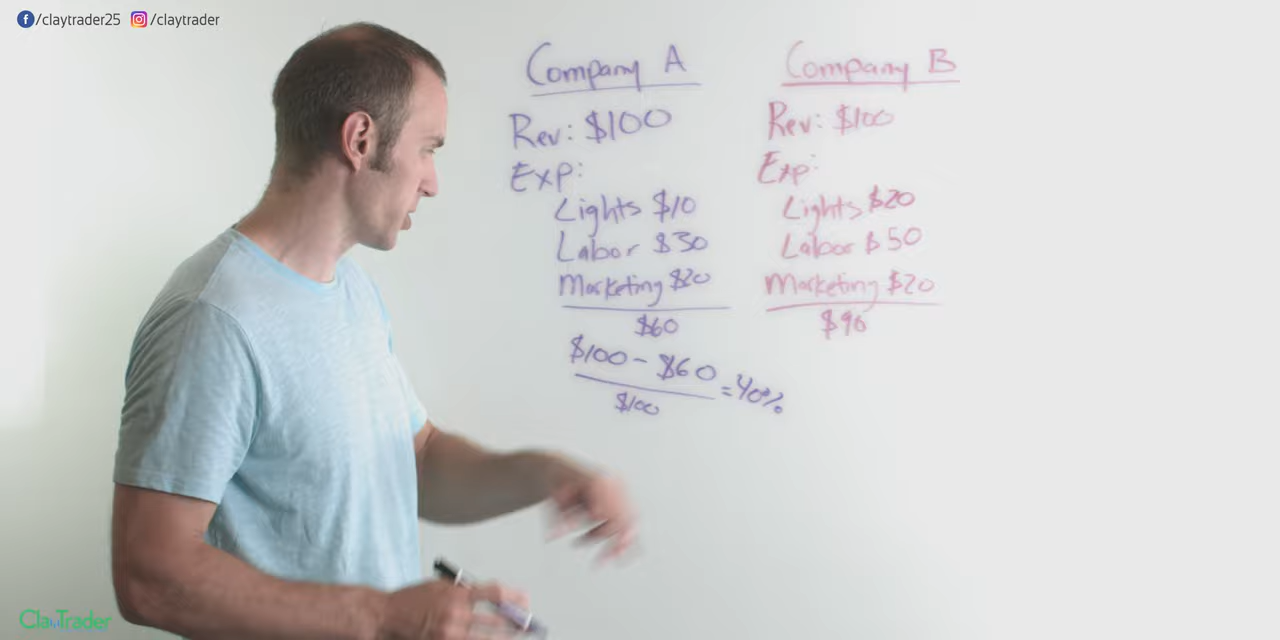 /claytrader25 /claytrader
Company A
Rev: $100
Exp:
Lights $10
Labor $30
Marketing $20
$60
$100 - $60
$100
= 40%
Company B
Rev: $100
Exp:
Lights $20
Labor $50
Marketing $20
$90
ClayTrader